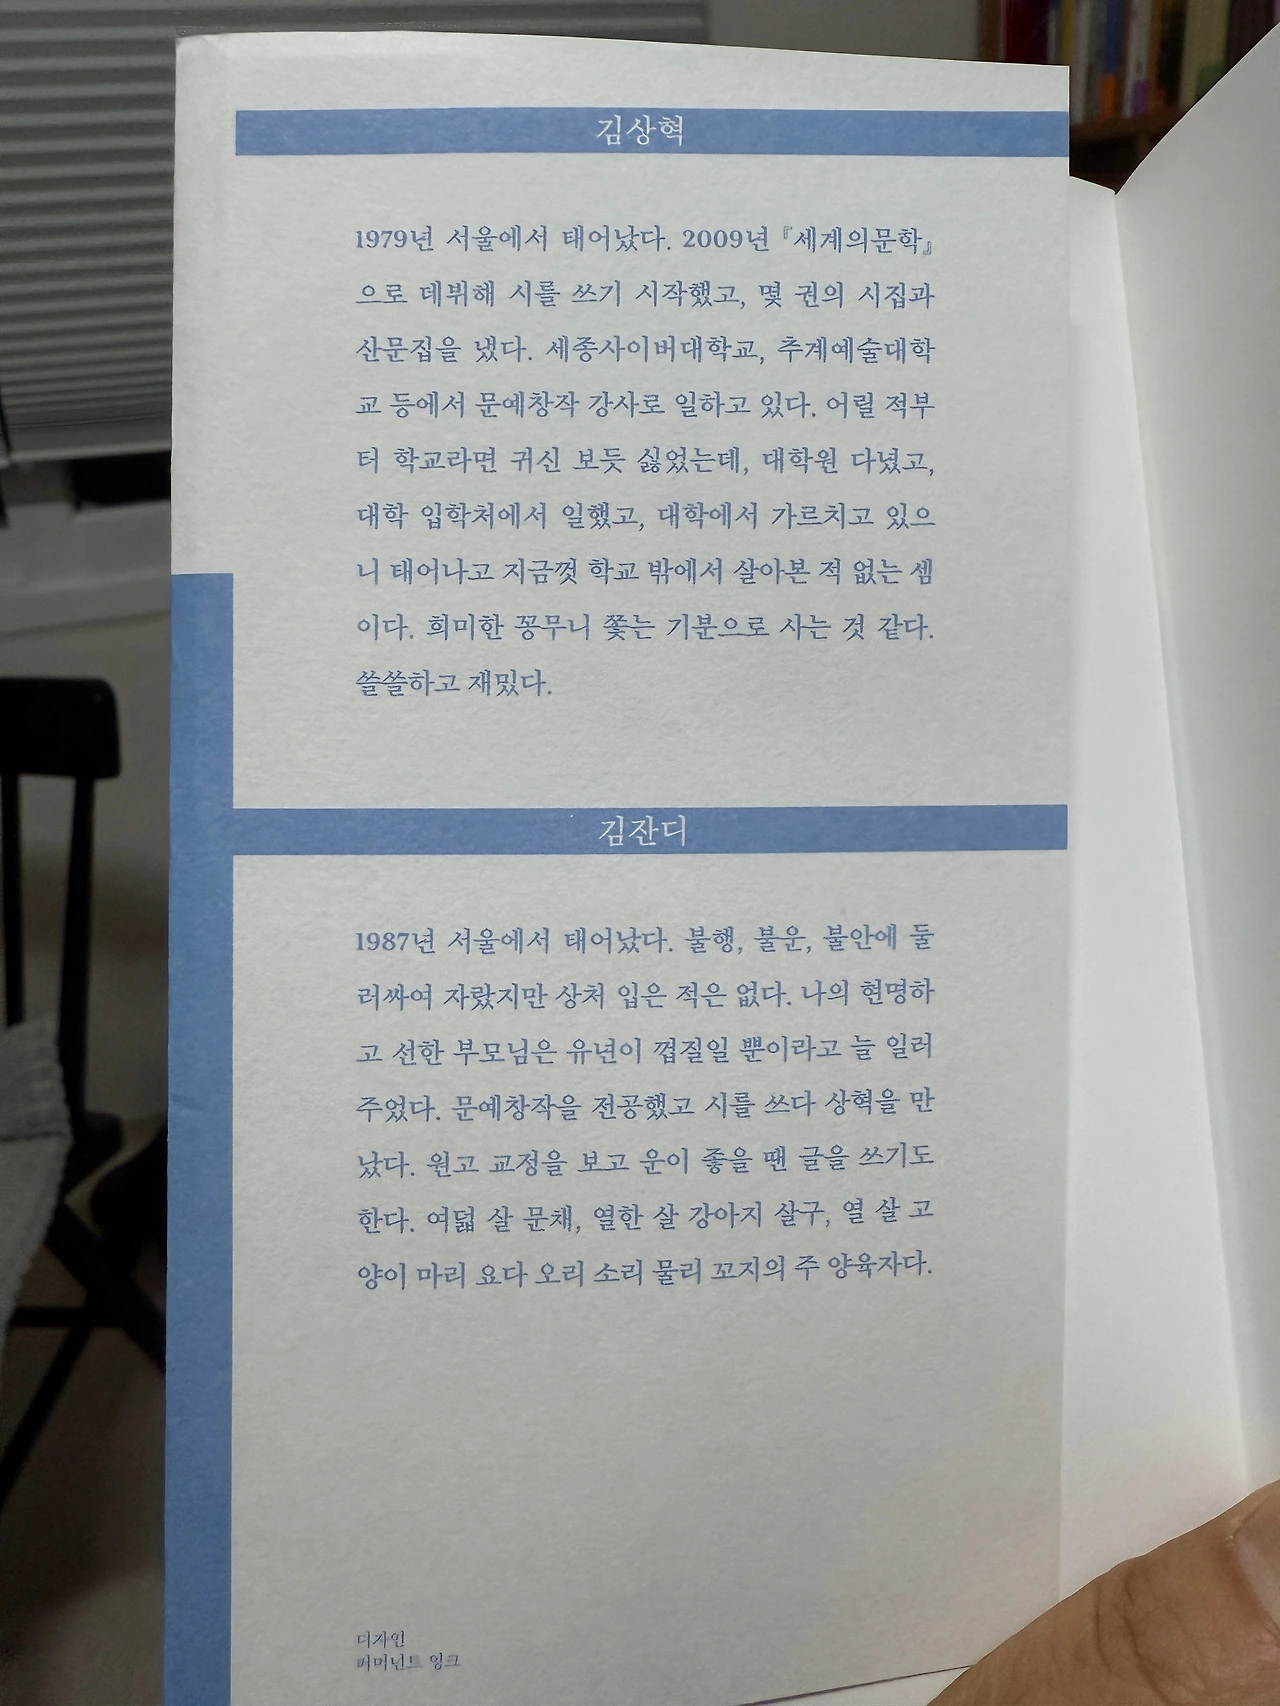 김상혁
1979년 서울에서 태어났다. 2009년 『세계의문학』
으로 데뷔해 시를 쓰기 시작했고, 몇 권의 시집과
산문집을 냈다. 세종사이버대학교, 추계예술대학
교 등에서 문예창작 강사로 일하고 있다. 어릴 적부
터 학교라면 귀신 보듯 싫었는데, 대학원 다녔고,
대학 입학처에서 일했고, 대학에서 가르치고 있으
니 태어나고 지금껏 학교 밖에서 살아본 적 없는 셈
이다. 희미한 꽁무니 쫓는 기분으로 사는 것 같다.
쓸쓸하고 재밌다.
김잔디
1987년 서울에서 태어났다. 불행, 불운, 불안에 둘
러싸여 자랐지만 상처 입은 적은 없다. 나의 현명하
고 선한 부모님은 유년이 껍질일 뿐이라고 늘 일러
주었다. 문예창작을 전공했고 시를 쓰다 상혁을 만
났다. 원고 교정을 보고 운이 좋을 땐 글을 쓰기도
한다. 여덟 살 문채, 열한 살 강아지 살구, 열 살 고
양이 마리 요다 오리 소리 물리 꼬지의 주 양육자다.
디자인
퍼머넌트 잉크